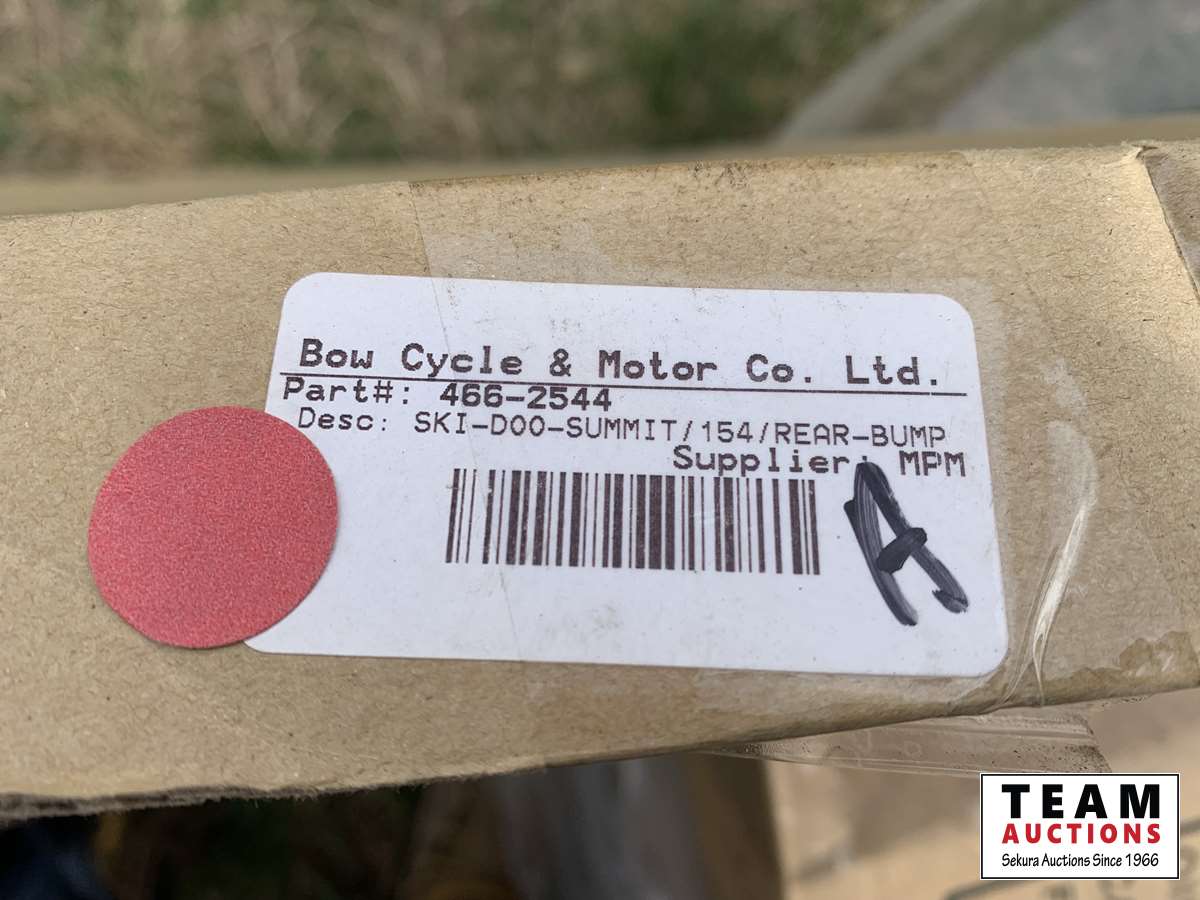 Bow Cycle & Motor Co. Ltd.
Part#: 466-2544
Desc: SKI-DOO-SUMMIT/154/REAR-BUMP
Supplier: MPM
A
TEAM
AUCTIONS
Sekura Auctions Since 1966